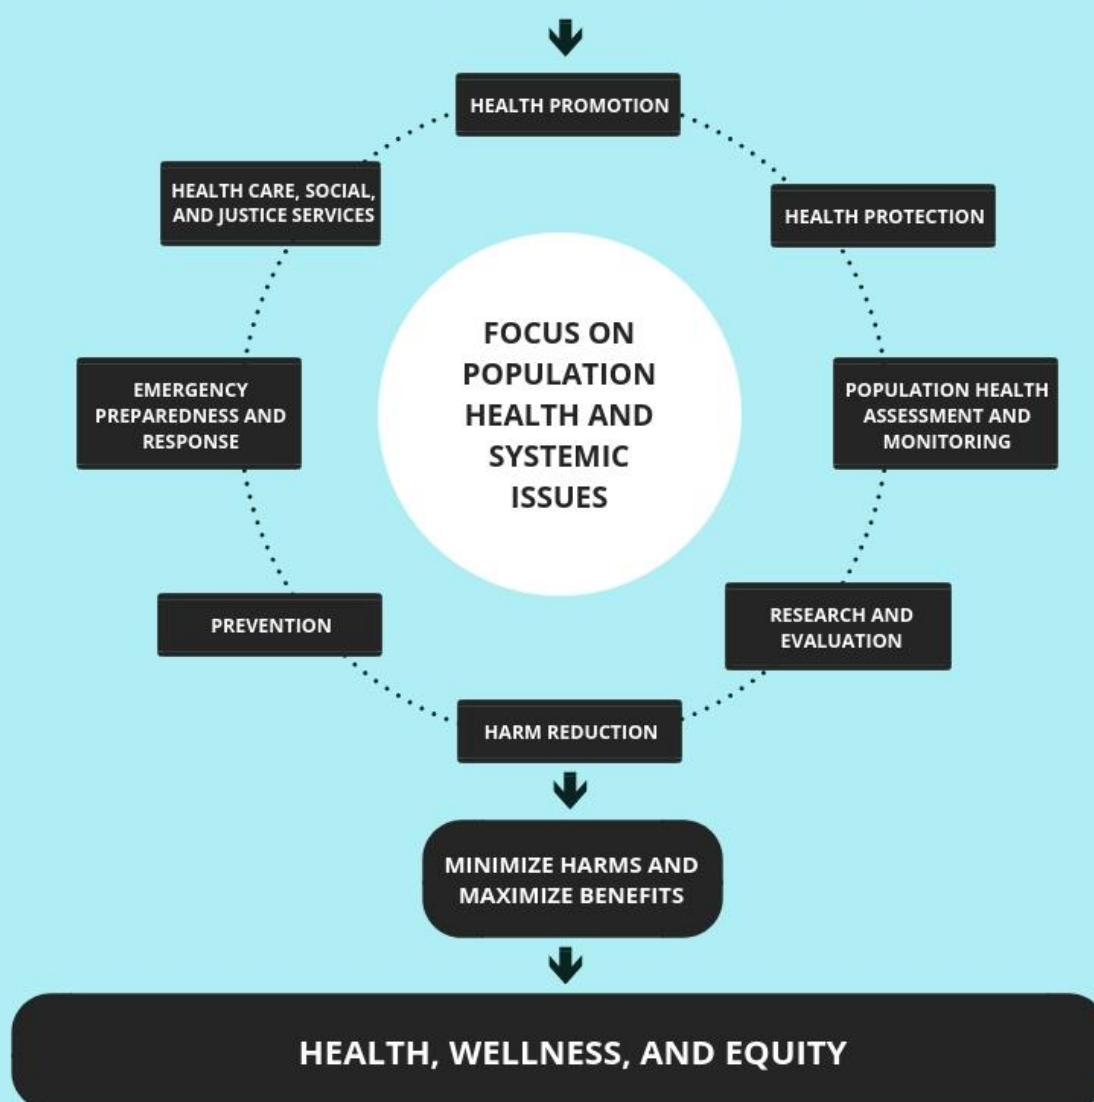 HEALTH PROMOTION
HEALTH CARE, SOCIAL,
AND JUSTICE SERVICES
HEALTH PROTECTION
FOCUS ON
POPULATION
HEALTH AND
SYSTEMIC
ISSUES
EMERGENCY
PREPAREDNESS AND
RESPONSE
POPULATION HEALTH
ASSESSMENT AND
MONITORING
PREVENTION
RESEARCH AND
EVALUATION
HARM REDUCTION
MINIMIZE HARMS AND
MAXIMIZE BENEFITS
HEALTH, WELLNESS, AND EQUITY